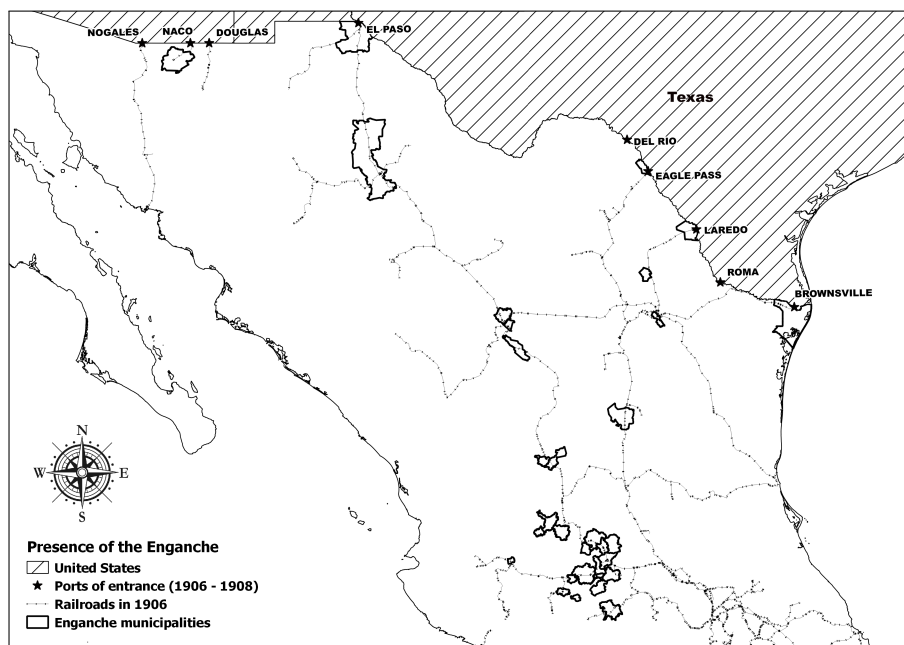 NOGALES
NACO
DOUGLAS
EL PASO
Texas
DEL RIO
EAGLE PASS
LAREDO
ROMA
BROWNSVILLE
N
W
E
S
Presence of the Enganche
United States
Ports of entrance (1906 - 1908)
Railroads in 1906
Enganche municipalities